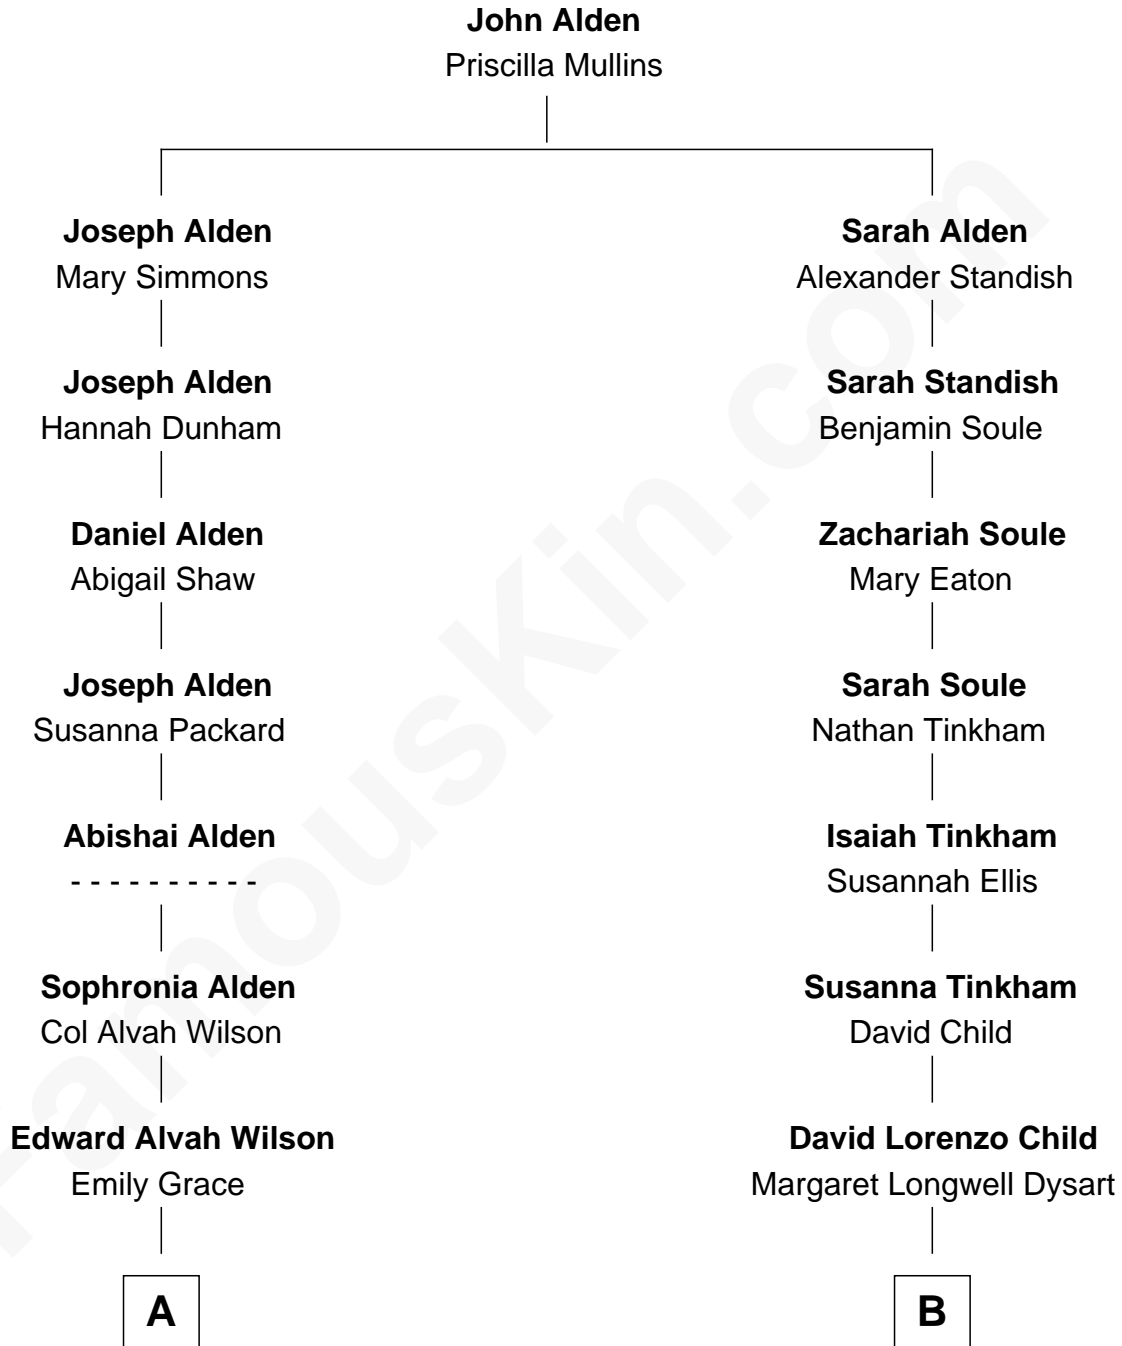 John Alden
Priscilla Mullins
Joseph Alden
Mary Simmons
Sarah Alden
Alexander Standish
Joseph Alden
Hannah Dunham
Sarah Standish
Benjamin Soule
Daniel Alden
Abigail Shaw
Zachariah Soule
Mary Eaton
Joseph Alden
Susanna Packard
Sarah Soule
Nathan Tinkham
Abishai Alden
- - - - - - - - - -
Isaiah Tinkham
Susannah Ellis
Sophronia Alden
Col Alvah Wilson
Susanna Tinkham
David Child
Edward Alvah Wilson
Emily Grace
David Lorenzo Child
Margaret Longwell Dysart
A
B
FamousKin.com